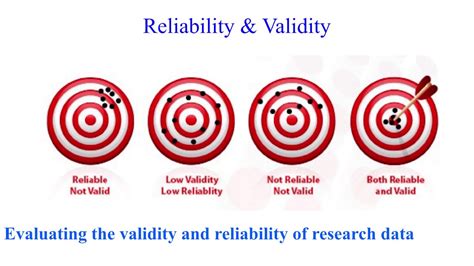 Reliability & Validity
Reliable
Not Valid
Low Validity
Low Reliablity
Not Reliable
Not Valid
Both Reliable
and Valid
Evaluating the validity and reliability of research data